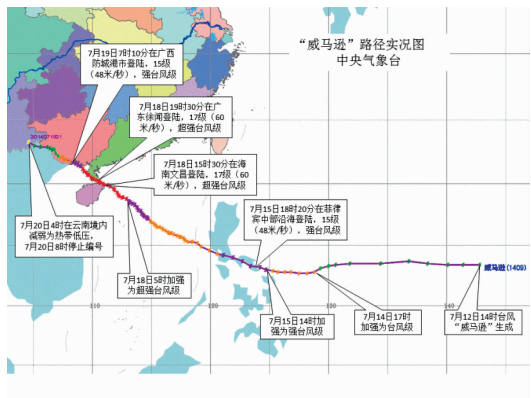 “威马逊”路径实况图
中央气象台
7月19日7时10分在广西
防城港市登陆，15级
（48米/秒），强台风级
7月18日19时30分在广
东徐闻登陆，17级（60
米/秒），超强台风级
7月18日15时30分在海
南文昌登陆，17级（60
米/秒），超强台风级
7月15日18时20分在菲律
宾中部沿海登陆，15级
（48米/秒），强台风级
7月20日4时在云南境内
减弱为热带低压，
7月20日8时停止编号
7月18日5时加强
为超强台风级
威马逊(1409)
110
120
130
140
7月15日14时加
强为强台风级
7月14日17时
加强为台风级
7月12日14时台风
“威马逊”生成